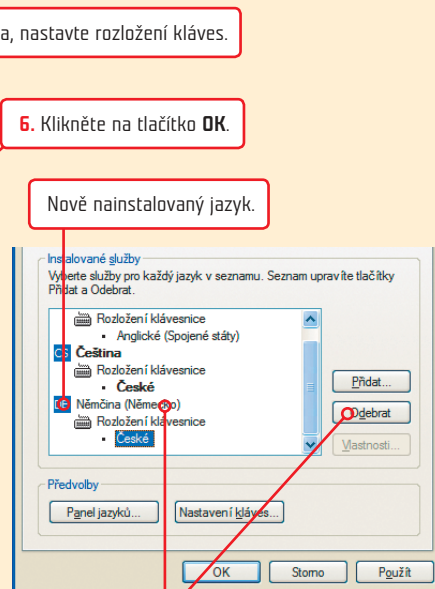 a, nastavte rozložení kláves.
6. Klikněte na tlačítko OK.
Nově nainstalovaný jazyk.
Instalované služby
Vyberte služby pro každý jazyk v seznamu. Seznam upravíte tlačítky
Přidat a Odebrat.
Rozložení klávesnice
Anglické (Spojené státy)
CS Čeština
Rozložení klávesnice
České
DE Němčina (Německo)
Rozložení klávesnice
České
Přidat...
Odebrat
Vlastnosti...
Předvolby
Panel jazyků...
Nastavení kláves...
OK
Storno
Použít